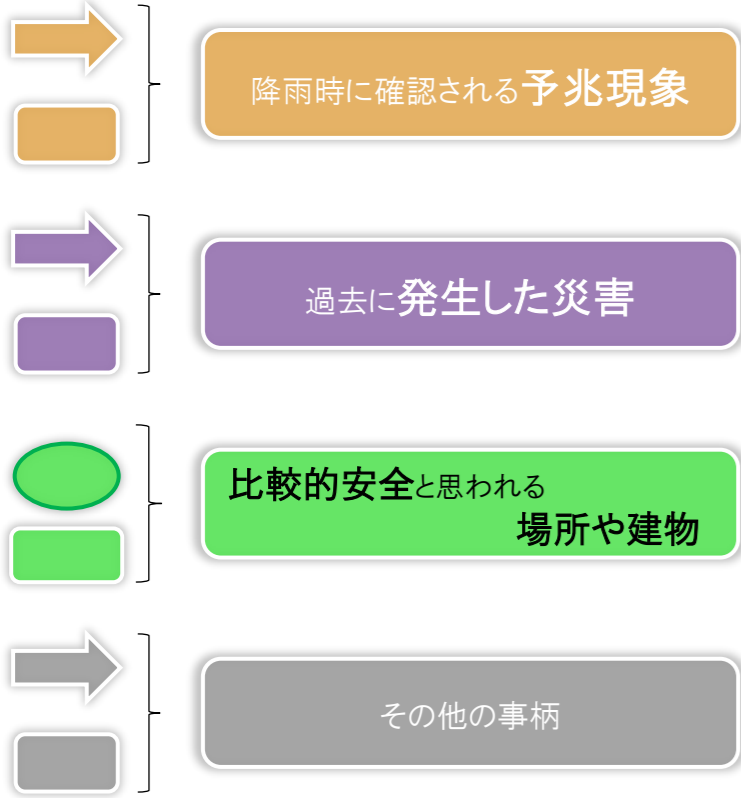 降雨時に確認される予兆現象
過去に発生した災害
比較的安全と思われる
場所や建物
その他の事柄